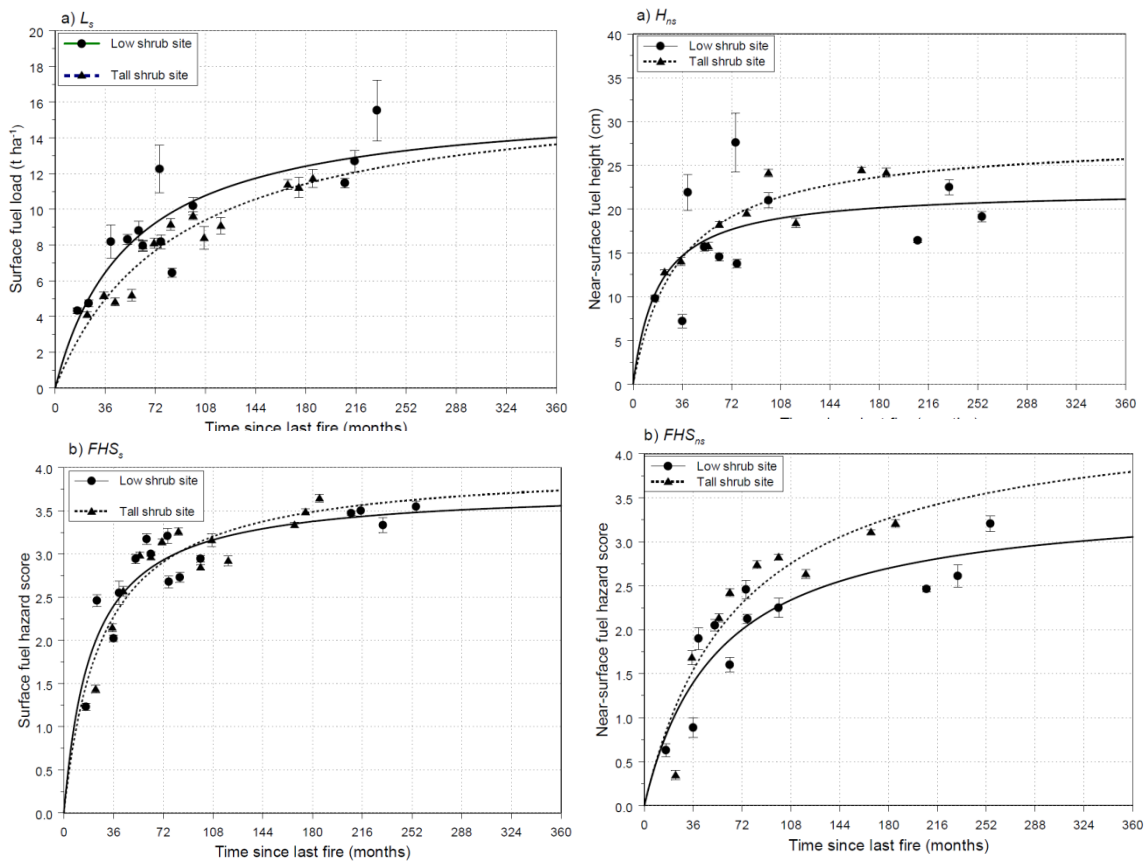 a) Ls
Low shrub site
Tall shrub site
Surface fuel load (t ha⁻¹)
20
18
16
14
12
10
8
6
4
2
0
0 36 72 108 144 180 216 252 288 324 360
Time since last fire (months)
a) Hns
Low shrub site
Tall shrub site
Near-surface fuel height (cm)
40
35
30
25
20
15
10
5
0
0 36 72 108 144 180 216 252 288 324 360
Time since last fire (months)
b) FHSs
Low shrub site
Tall shrub site
Surface fuel hazard score
4.0
3.5
3.0
2.5
2.0
1.5
1.0
0.5
0.0
0 36 72 108 144 180 216 252 288 324 360
Time since last fire (months)
b) FHSns
Low shrub site
Tall shrub site
Near-surface fuel hazard score
4.0
3.5
3.0
2.5
2.0
1.5
1.0
0.5
0.0
0 36 72 108 144 180 216 252 288 324 360
Time since last fire (months)